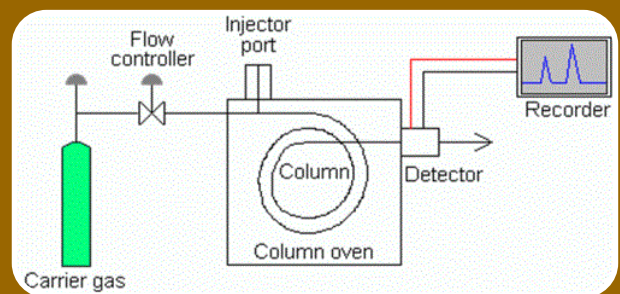 Injector
port
Flow
controller
Recorder
Column
Detector
Column oven
Carrier gas